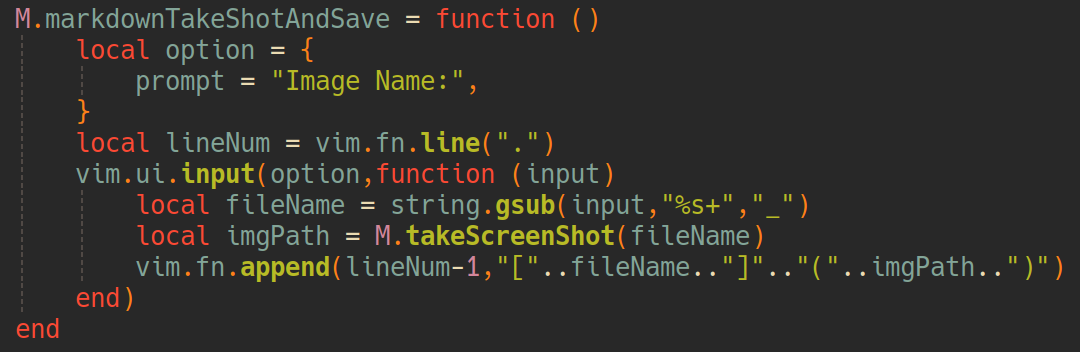 M.markdownTakeShotAndSave = function ()
    local option = {
        prompt = "Image Name:",
    }
    local lineNum = vim.fn.line(".")
    vim.ui.input(option,function (input)
        local fileName = string.gsub(input,"%s+","_")
        local imgPath = M.takeScreenShot(fileName)
        vim.fn.append(lineNum-1,"["..fileName.."]".."("..imgPath..")")
    end)
end